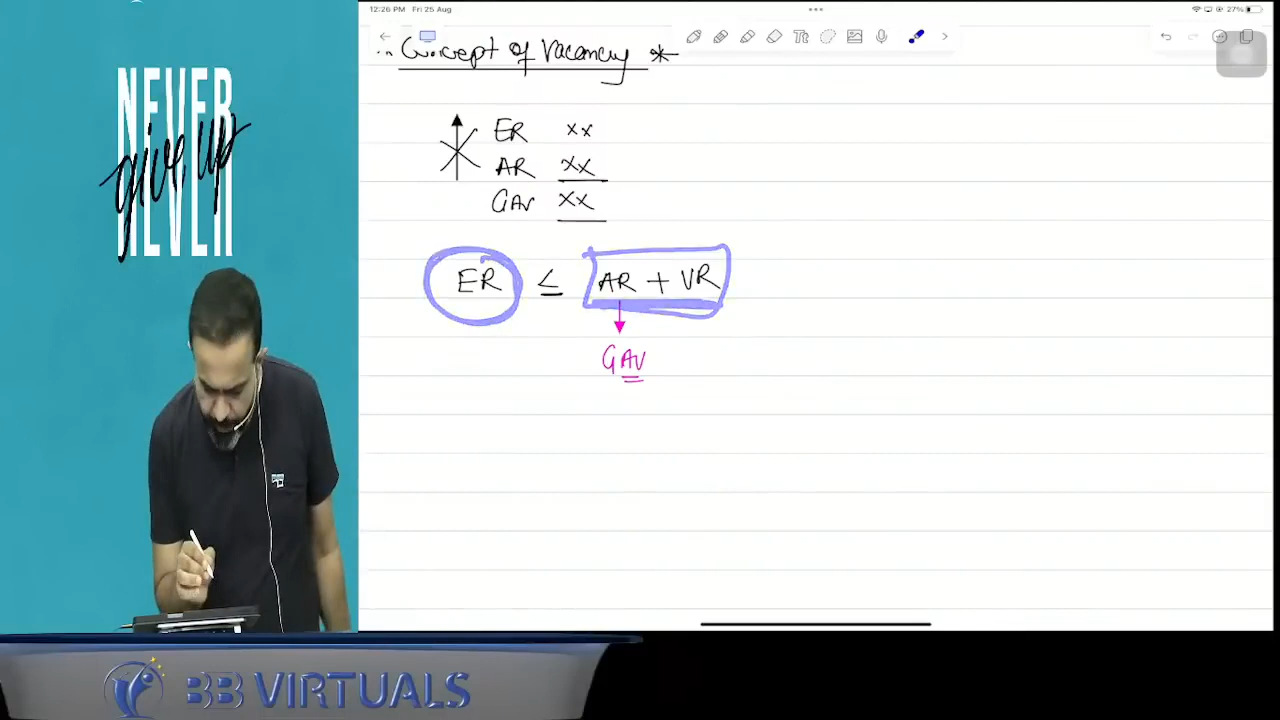 12:26 PM Fri 25 Aug
27%
Concept of Vacancy *
NEVER
give up
NEVER
ER xx
AR xx
GAV xx
ER ≤ AR + VR
GAV
BB VIRTUALS